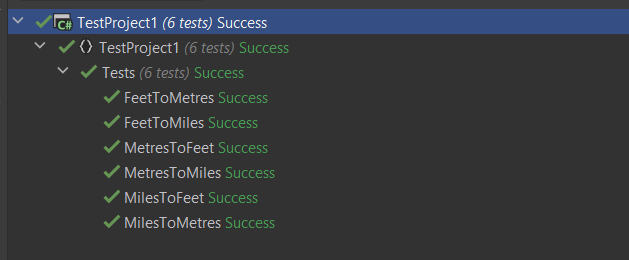 C# TestProject1 (6 tests) Success
TestProject1 (6 tests) Success
Tests (6 tests) Success
FeetToMetres Success
FeetToMiles Success
MetresToFeet Success
MetresToMiles Success
MilesToFeet Success
MilesToMetres Success